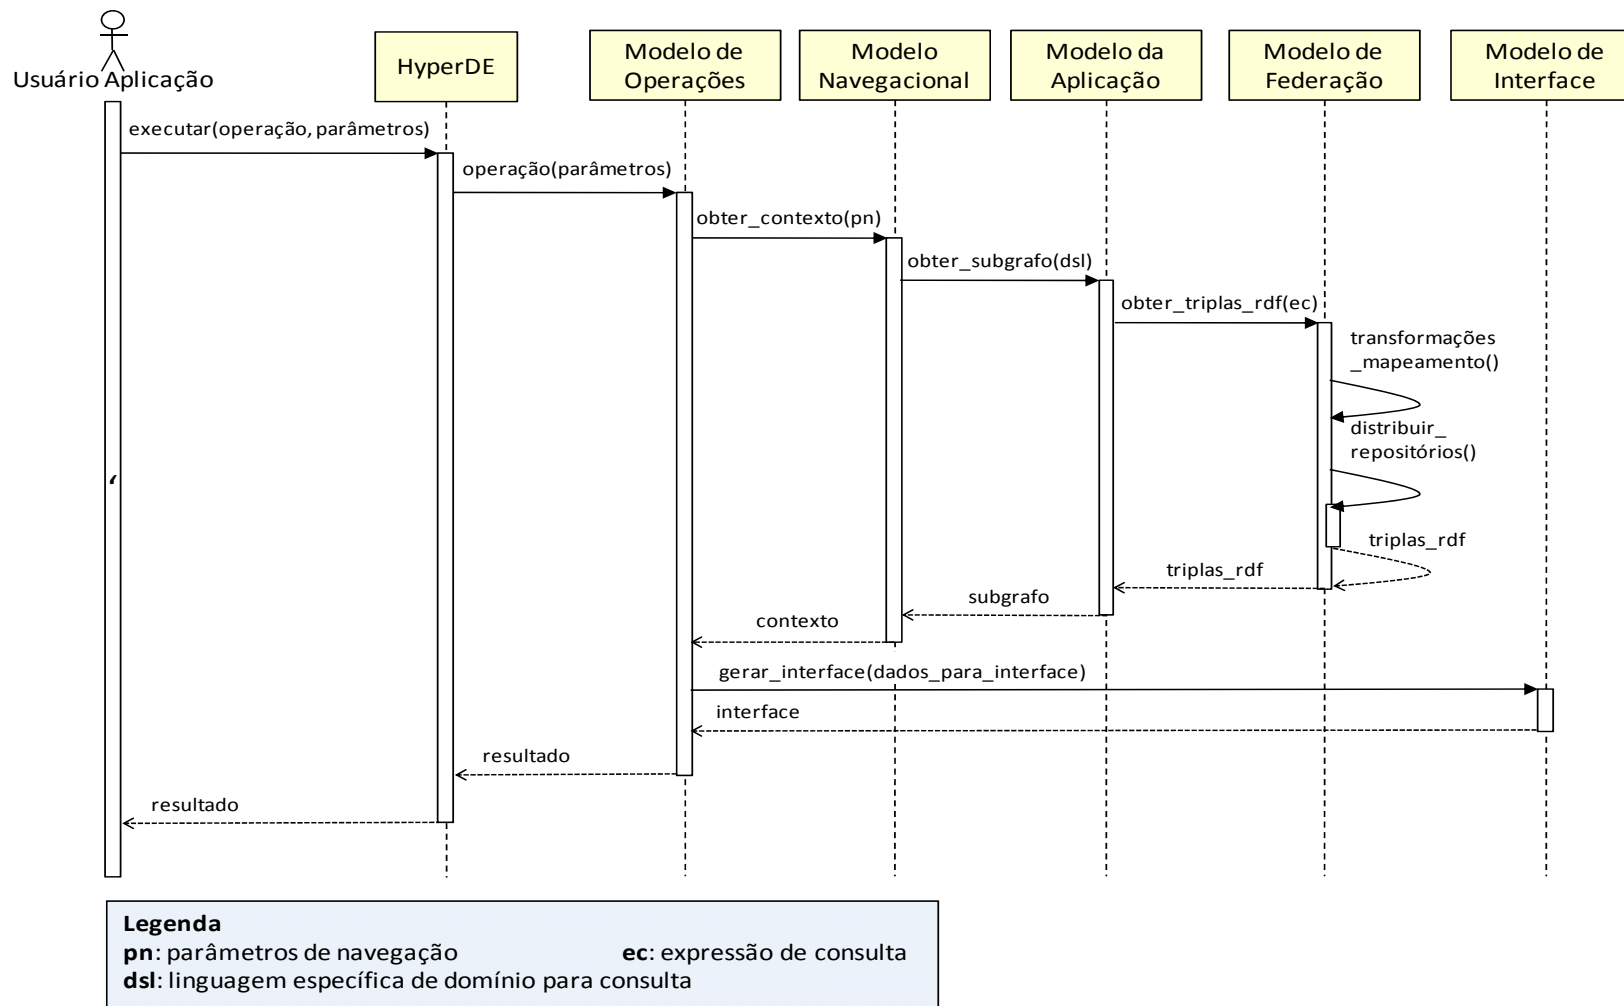 Usuário Aplicação
HyperDE
Modelo de
Operações
Modelo
Navegacional
Modelo da
Aplicação
Modelo de
Federação
Modelo de
Interface
executar(operação, parâmetros)
operação(parâmetros)
obter_contexto(pn)
obter_subgrafo(dsl)
obter_triplas_rdf(ec)
transformações
_mapeamento()
distribuir_
repositórios()
triplas_rdf
triplas_rdf
subgrafo
contexto
gerar_interface(dados_para_interface)
interface
resultado
resultado
Legenda
pn: parâmetros de navegação ec: expressão de consulta
dsl: linguagem específica de domínio para consulta